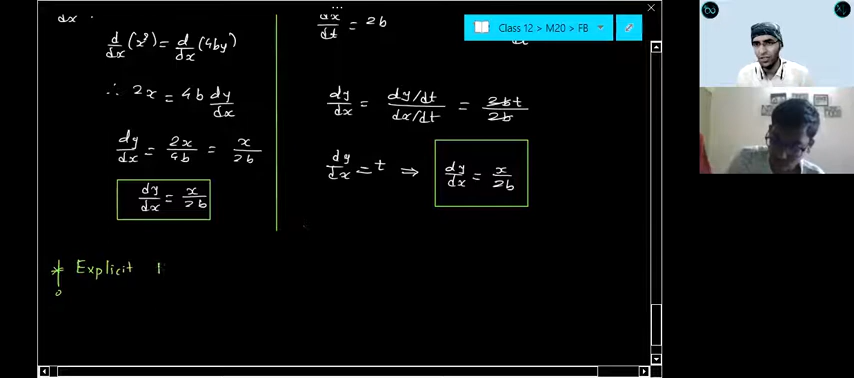 dx
d/dx (x²) = d/dx (4by)
∴ 2x = 4b dy/dx
dy/dx = 2x/4b = x/2b
dy/dx = x/2b
* Explicit
dx/dt = 2b
dy/dx = (dy/dt)/(dx/dt) = 2bt/2b
dy/dx = t ⇒ dy/dx = x/2b
Class 12 > M20 > FB